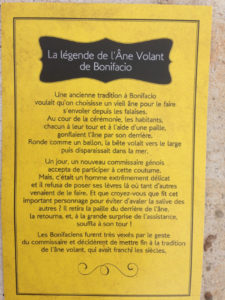 La légende de l'Âne Volant
de Bonifacio
Une ancienne tradition à Bonifacio
voulait qu'on choisisse un vieil âne pour le faire
s'envoler depuis les falaises.
Au cour de la cérémonie, les habitants,
chacun à leur tour et à l'aide d'une paille,
gonflaient l'âne par son derrière.
Ronde comme un ballon, la bête volait vers le large
puis disparaissait dans la mer.
Un jour, un nouveau commissaire génois
accepta de participer à cette coutume.
Mais, c'était un homme extrêmement délicat
et il refusa de poser ses lèvres là où tant d'autres
venaient de le faire. Et que croyez-vous que fit cet
important personnage pour éviter d'avaler la salive des
autres ? Il retira la paille du derrière de l'âne,
la retourna, et, à la grande surprise de l'assistance,
souffla à son tour !
Les Bonifaciens furent très vexés par le geste
du commissaire et décidèrent de mettre fin à la tradition
de l'âne volant, qui avait franchi les siècles.